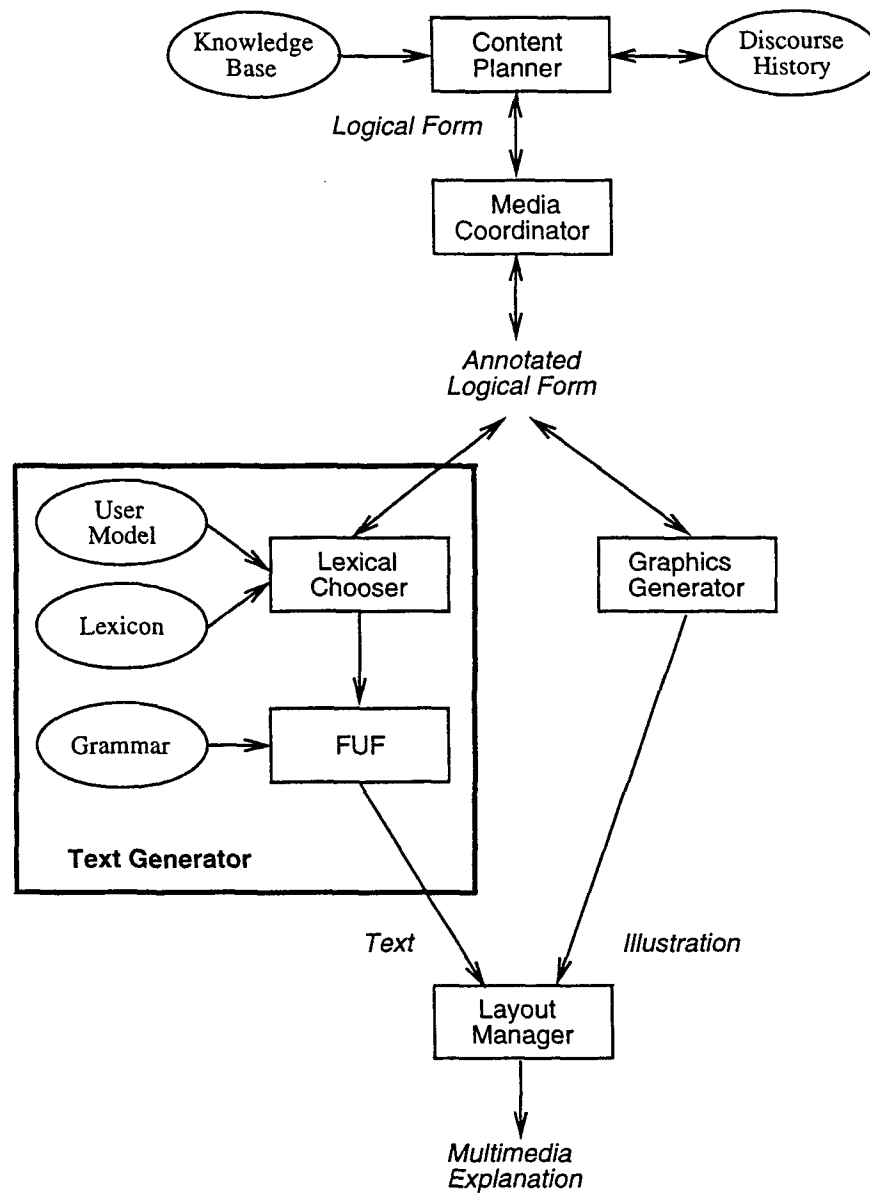 Knowledge
Base
Content
Planner
Discourse
History
Logical Form
Media
Coordinator
Annotated
Logical Form
User
Model
Lexical
Chooser
Graphics
Generator
Lexicon
Grammar
FUF
Text Generator
Text
Illustration
Layout
Manager
Multimedia
Explanation